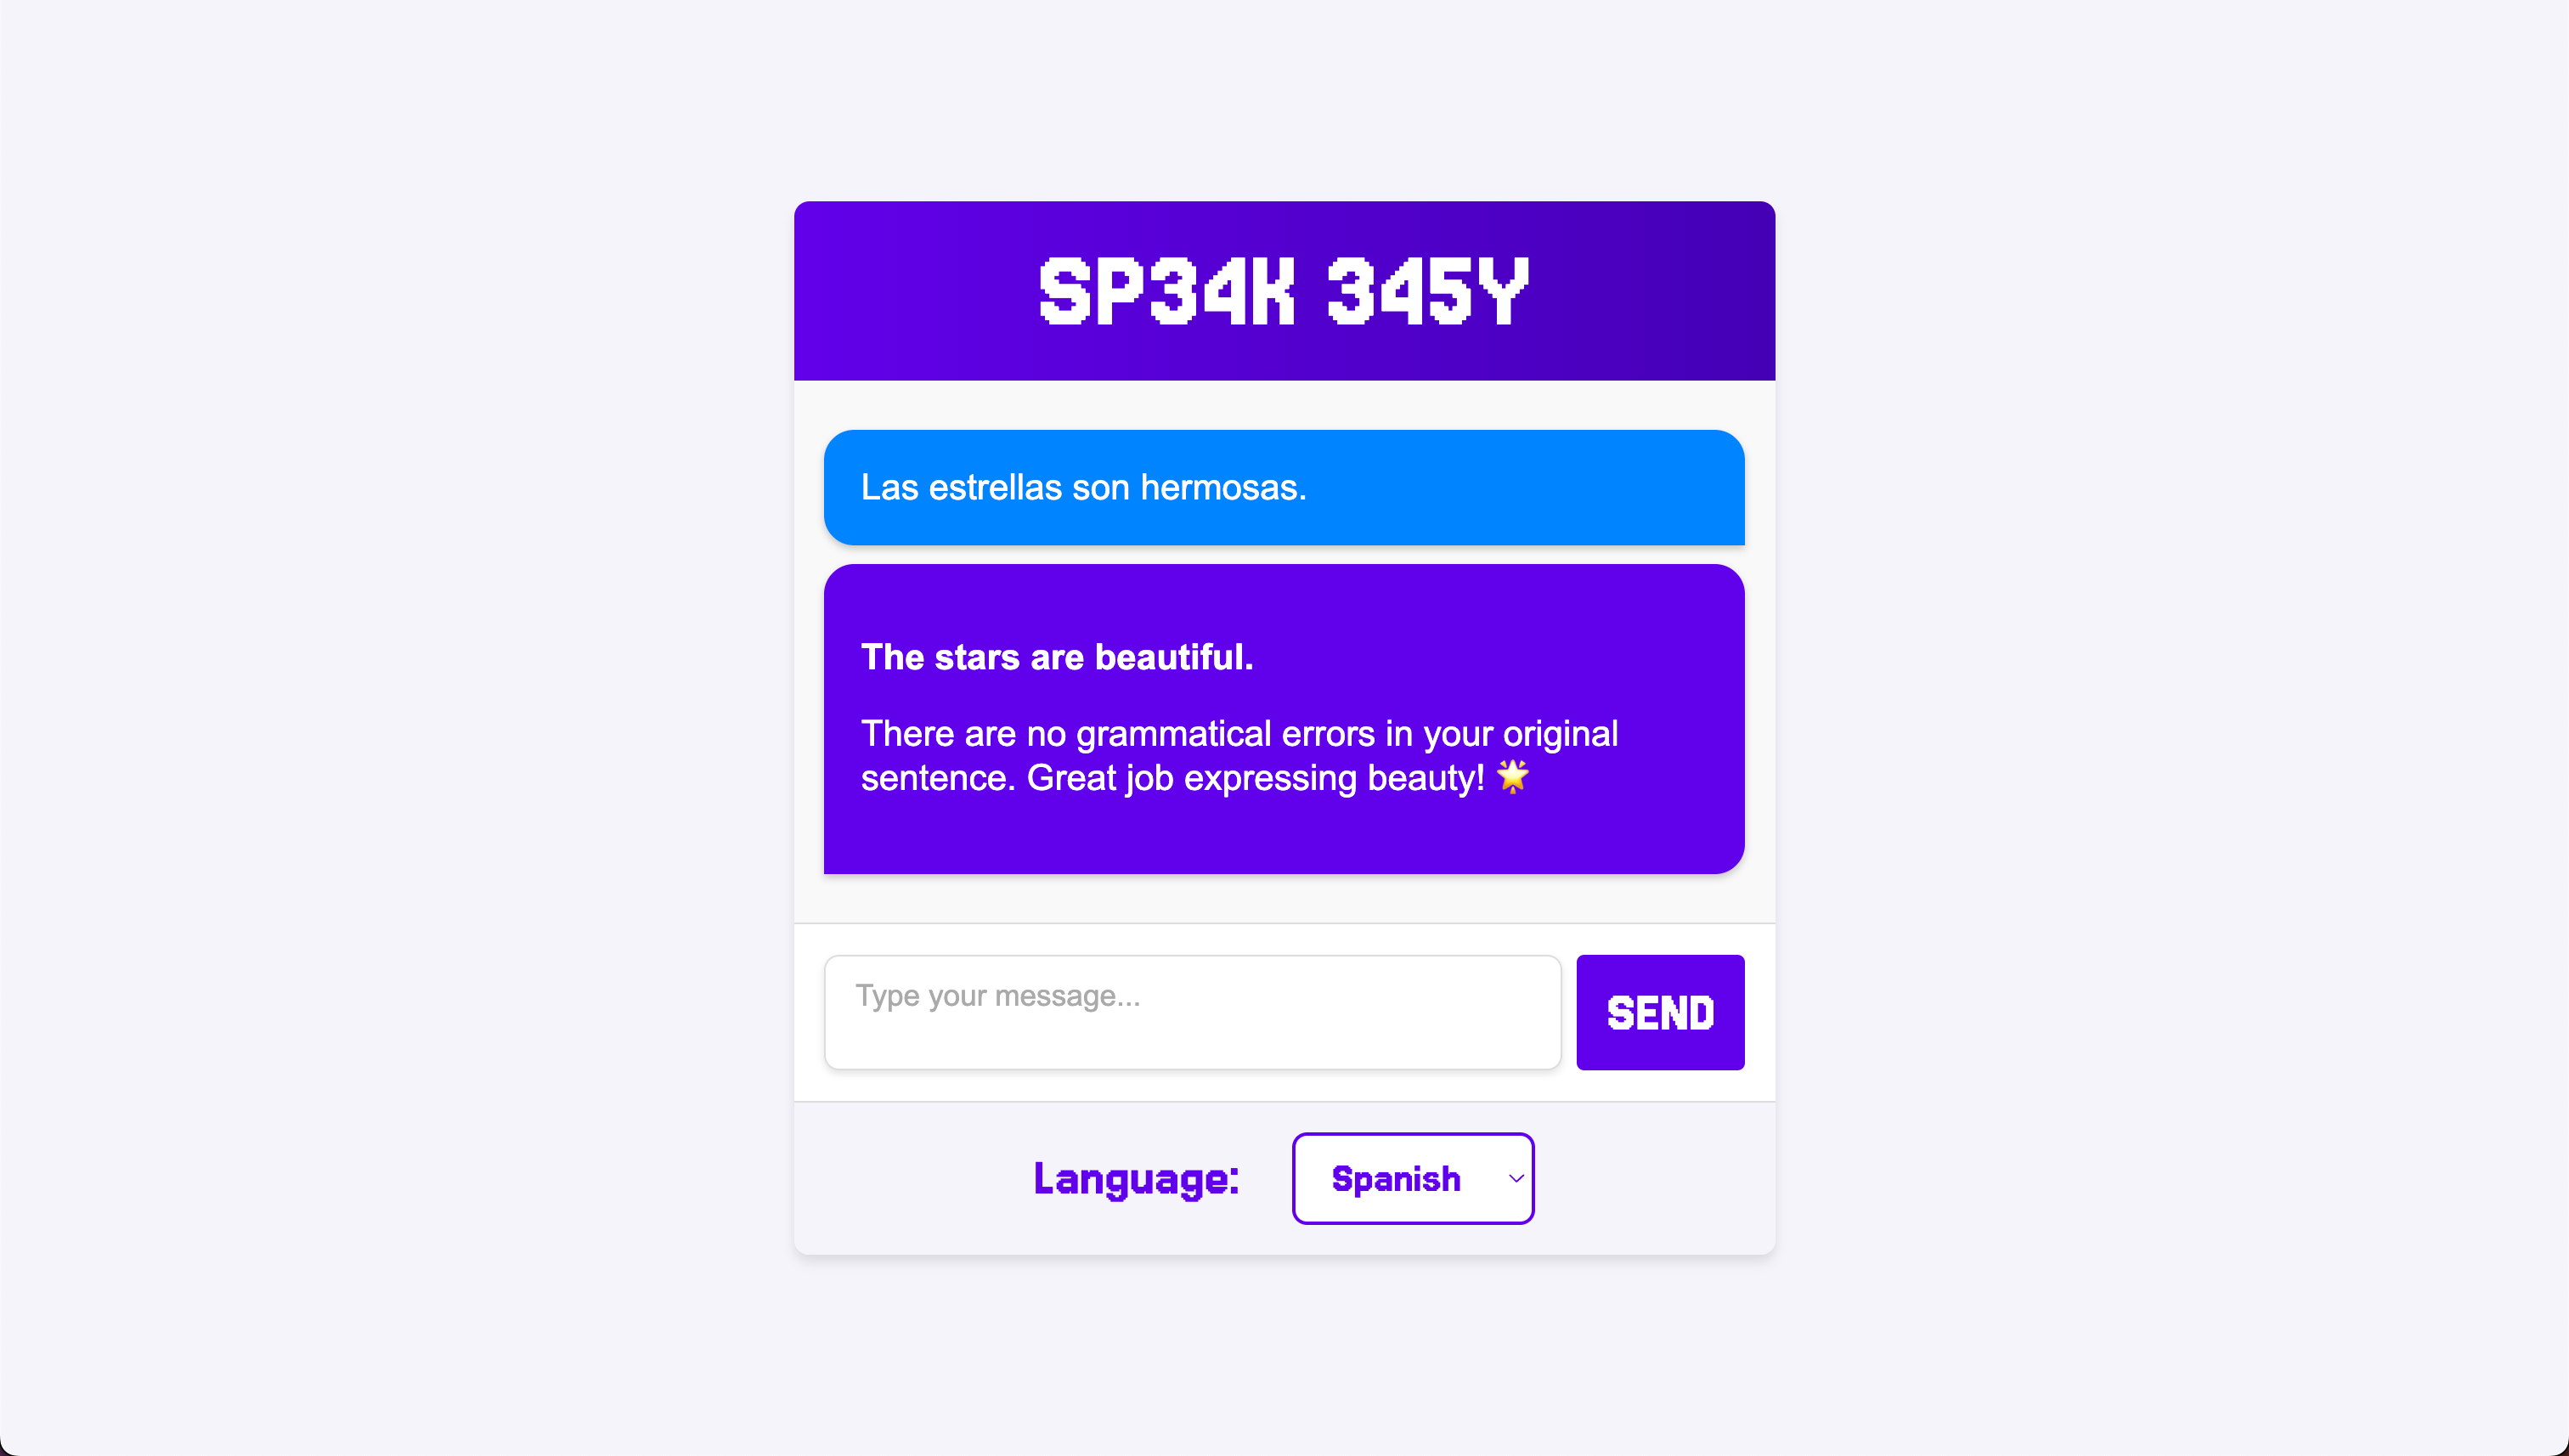 SP34K 345Y
Las estrellas son hermosas.
The stars are beautiful.
There are no grammatical errors in your original
sentence. Great job expressing beauty! 🌟
Type your message...
SEND
Language:
Spanish